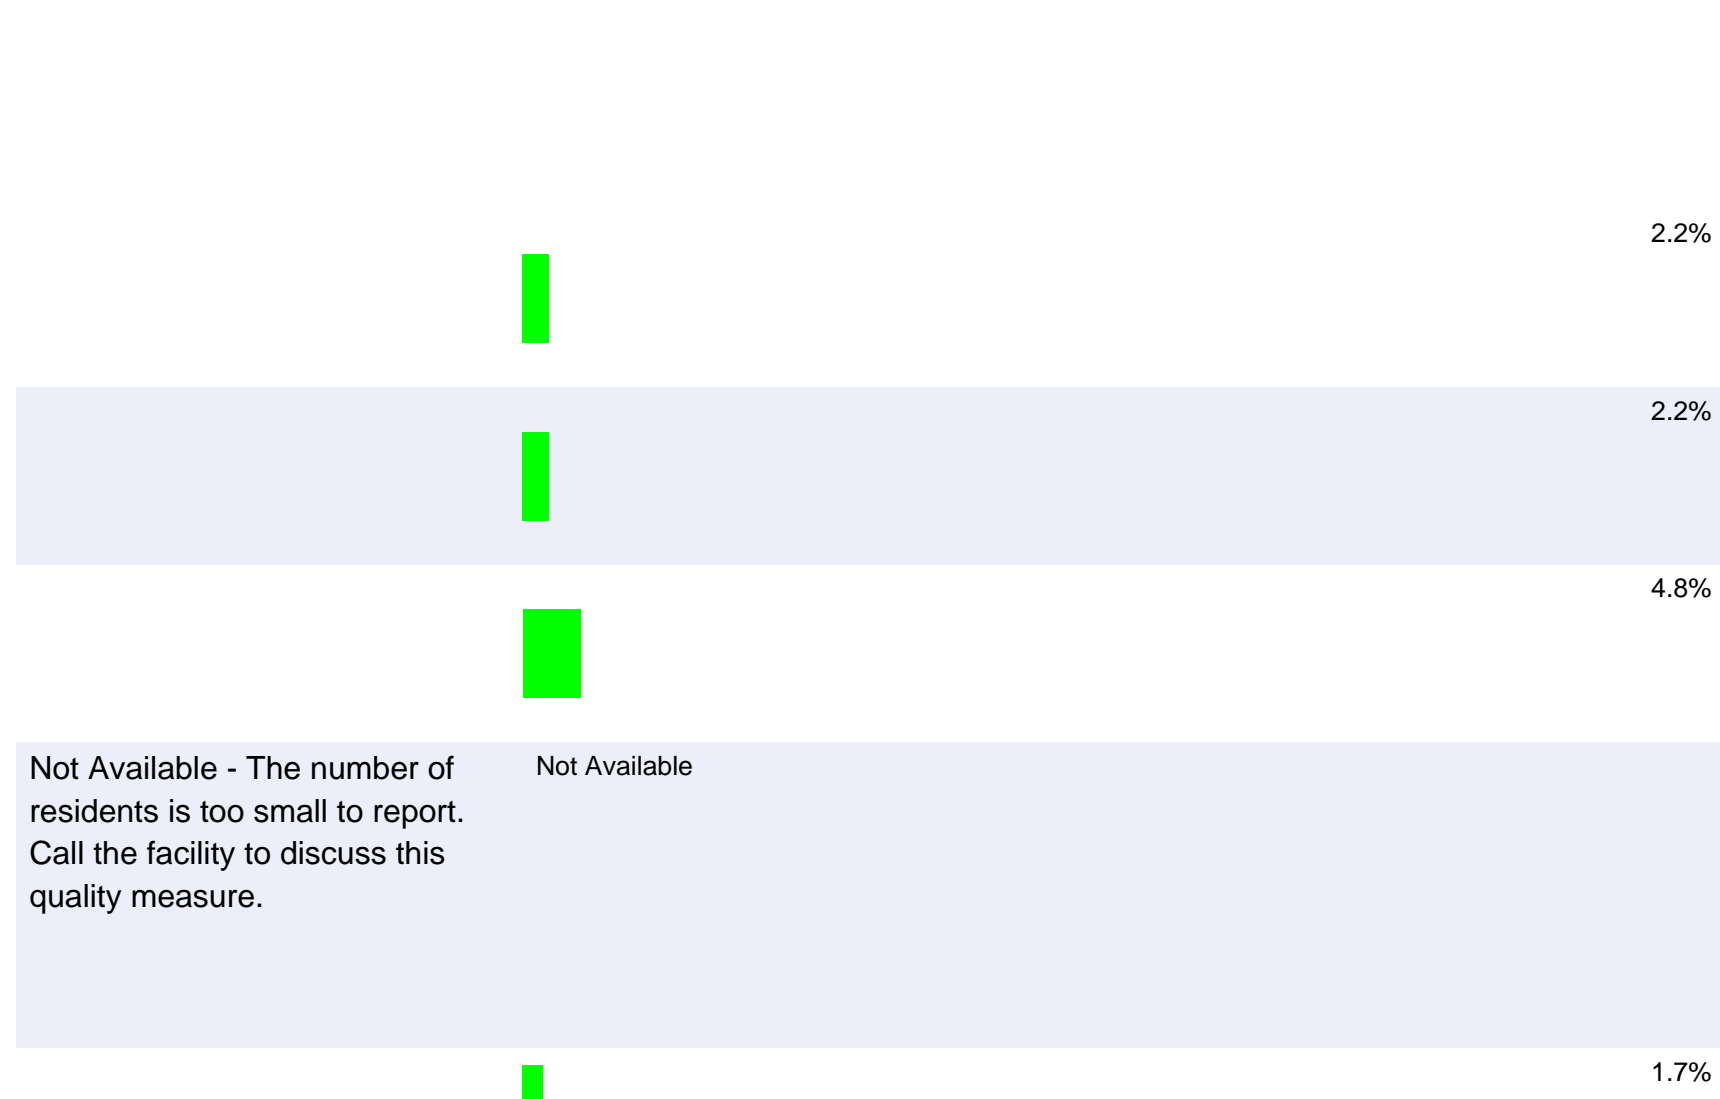 2.2%
2.2%
4.8%
Not Available - The number of
residents is too small to report.
Call the facility to discuss this
quality measure.
Not Available
1.7%